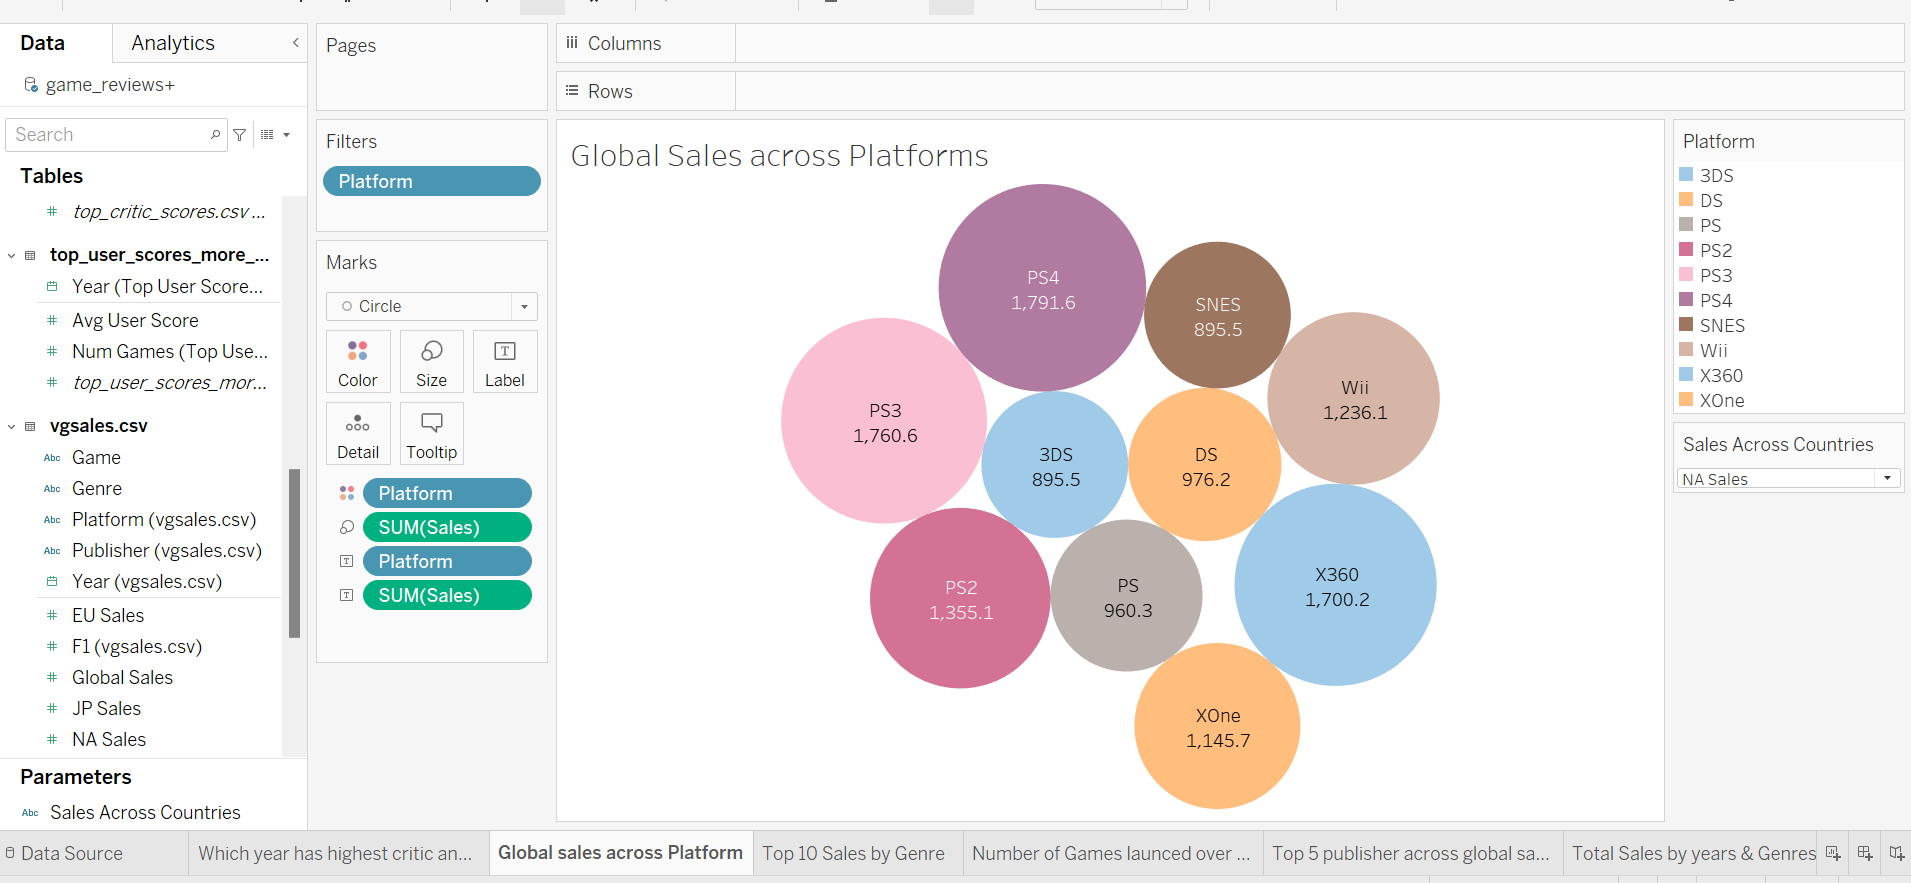 Data
Analytics
game_reviews+
Search
Tables
top_critic_scores.csv ...
top_user_scores_more_...
Year (Top User Score...
Avg User Score
Num Games (Top Use...
top_user_scores_mor...
vgsales.csv
Abc Game
Abc Genre
Abc Platform (vgsales.csv)
Abc Publisher (vgsales.csv)
Year (vgsales.csv)
EU Sales
F1 (vgsales.csv)
Global Sales
JP Sales
NA Sales
Parameters
Abc Sales Across Countries
Pages
Filters
Platform
Marks
Circle
Color
Size
Label
Detail
Tooltip
Platform
SUM(Sales)
Platform
SUM(Sales)
Columns
Rows
Global Sales across Platforms
PS4
1,791.6
SNES
895.5
Wii
1,236.1
PS3
1,760.6
3DS
895.5
DS
976.2
X360
1,700.2
PS2
1,355.1
PS
960.3
XOne
1,145.7
Platform
3DS
DS
PS
PS2
PS3
PS4
SNES
Wii
X360
XOne
Sales Across Countries
NA Sales
Data Source
Which year has highest critic an...
Global sales across Platform
Top 10 Sales by Genre
Number of Games launced over ...
Top 5 publisher across global sa...
Total Sales by years & Genres